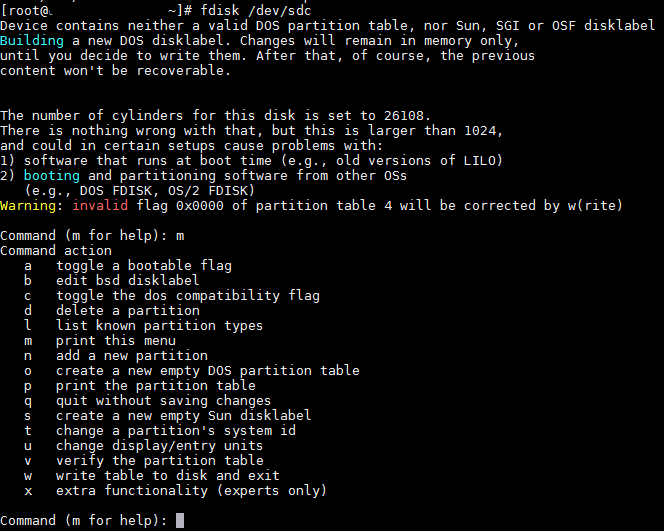 [root@ ~]# fdisk /dev/sdc
Device contains neither a valid DOS partition table, nor Sun, SGI or OSF disklabel
Building a new DOS disklabel. Changes will remain in memory only,
until you decide to write them. After that, of course, the previous
content won't be recoverable.
The number of cylinders for this disk is set to 26108.
There is nothing wrong with that, but this is larger than 1024,
and could in certain setups cause problems with:
1) software that runs at boot time (e.g., old versions of LILO)
2) booting and partitioning software from other OSs
   (e.g., DOS FDISK, OS/2 FDISK)
Warning: invalid flag 0x0000 of partition table 4 will be corrected by w(rite)
Command (m for help): m
Command action
   a   toggle a bootable flag
   b   edit bsd disklabel
   c   toggle the dos compatibility flag
   d   delete a partition
   l   list known partition types
   m   print this menu
   n   add a new partition
   o   create a new empty DOS partition table
   p   print the partition table
   q   quit without saving changes
   s   create a new empty Sun disklabel
   t   change a partition's system id
   u   change display/entry units
   v   verify the partition table
   w   write table to disk and exit
   x   extra functionality (experts only)
Command (m for help):